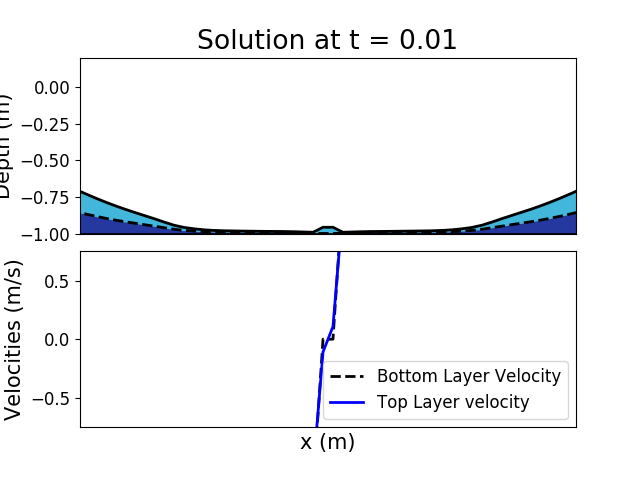 Solution at t = 0.01
Depth (m)
0.00
−0.25
−0.50
−0.75
−1.00
Velocities (m/s)
0.5
0.0
−0.5
Bottom Layer Velocity
Top Layer velocity
x (m)